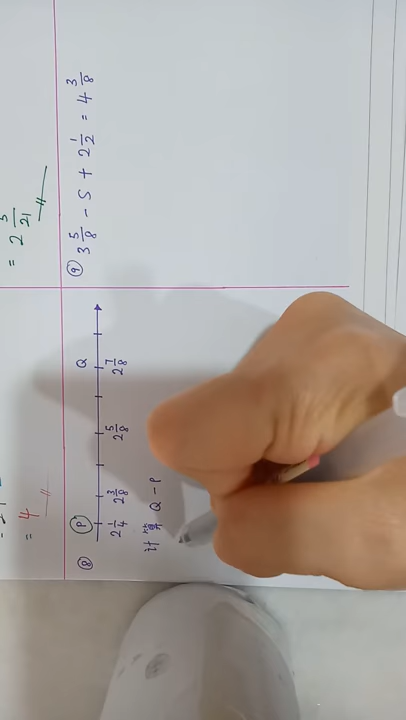 = 4
= 2 5/21
⑧ P Q
2 1/4 2 3/8 2 5/8 2 7/8
计算 Q - P
⑨ 3 5/8 - S + 2 1/2 = 4 3/8